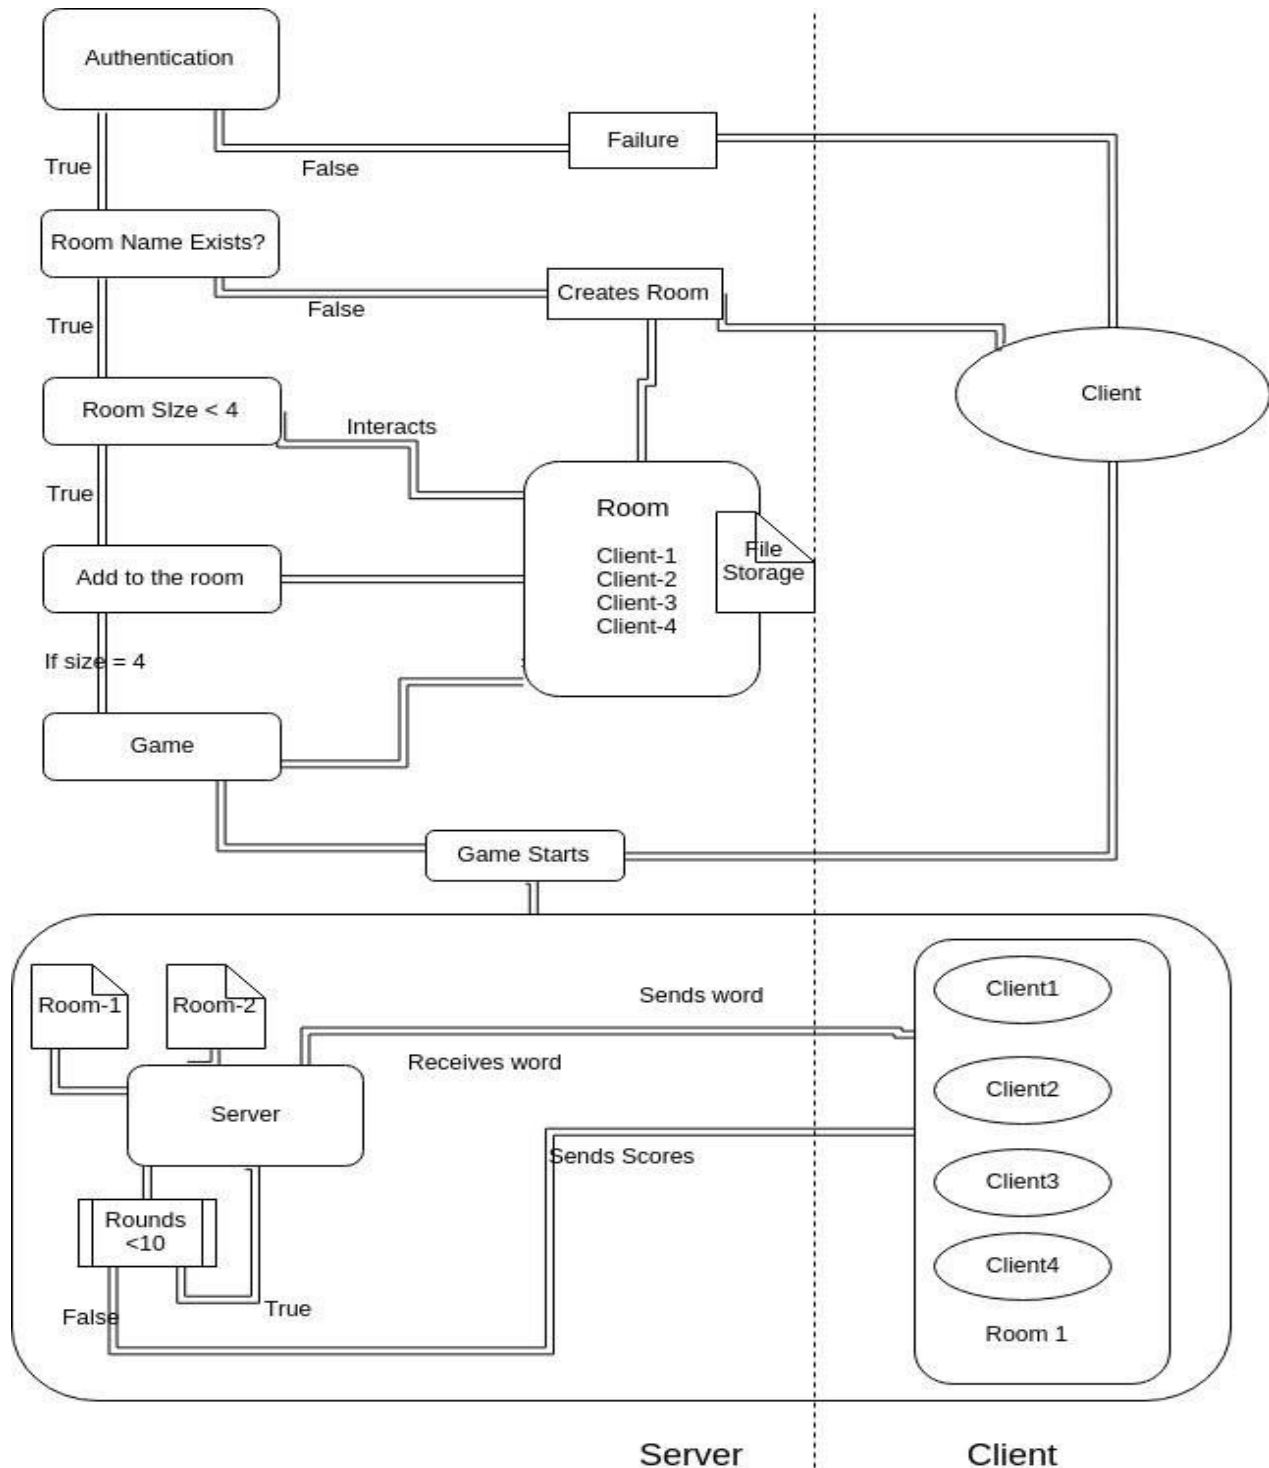 Authentication
Failure
True
False
Room Name Exists?
Creates Room
False
True
Client
Room SIze < 4
Interacts
True
Room
Client-1
Client-2
Client-3
Client-4
File
Storage
Add to the room
If size = 4
Game
Game Starts
Room-1
Room-2
Sends word
Receives word
Server
Sends Scores
Rounds
<10
False
True
Client1
Client2
Client3
Client4
Room 1
Server
Client